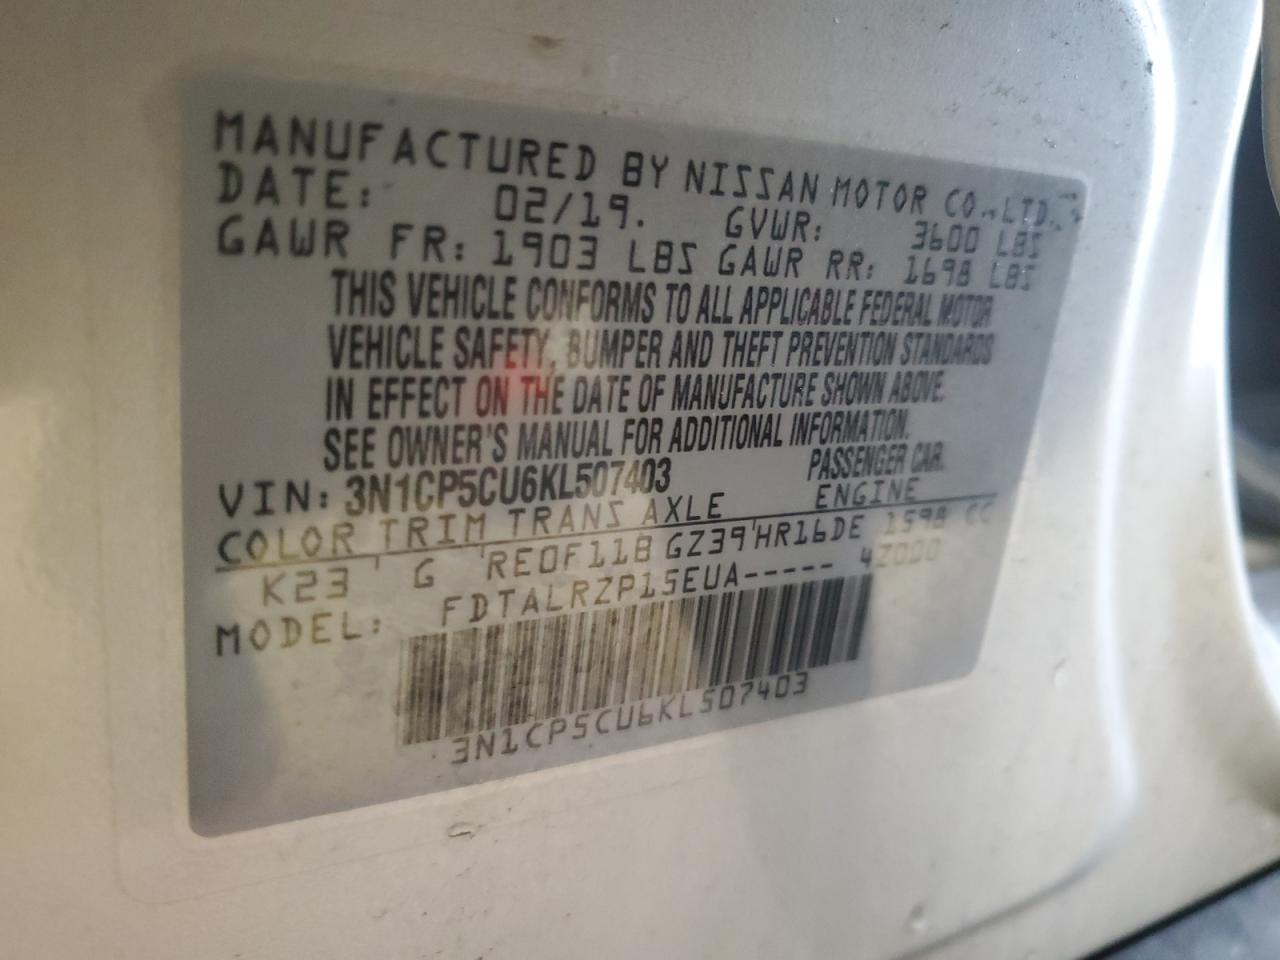 MANUFACTURED BY NISSAN MOTOR CO., LTD.
DATE: 02/19. GVWR: 3600 LBS
GAWR FR: 1903 LBS GAWR RR: 1698 LBS
THIS VEHICLE CONFORMS TO ALL APPLICABLE FEDERAL MOTOR
VEHICLE SAFETY, BUMPER AND THEFT PREVENTION STANDARDS
IN EFFECT ON THE DATE OF MANUFACTURE SHOWN ABOVE.
SEE OWNER'S MANUAL FOR ADDITIONAL INFORMATION.
VIN: 3N1CP5CU6KL507403 PASSENGER CAR.
COLOR TRIM TRANS AXLE ENGINE
K23 G RE0F11B GZ39 HR16DE 1598 CC
MODEL: FDTALRZP15EUA----- 4Z000
3N1CP5CU6KL507403